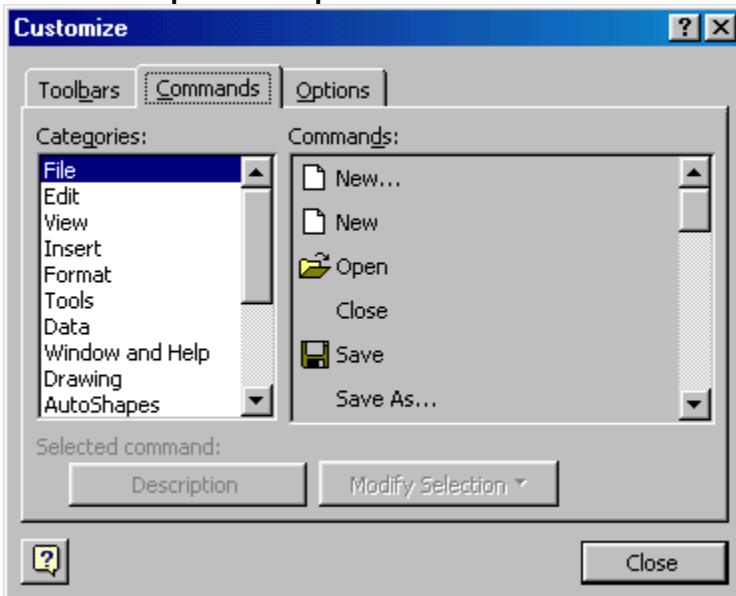 Customize
Toolbars Commands Options
Categories: Commands:
File
Edit
View
Insert
Format
Tools
Data
Window and Help
Drawing
AutoShapes
New...
New
Open
Close
Save
Save As...
Selected command:
Description Modify Selection
Close